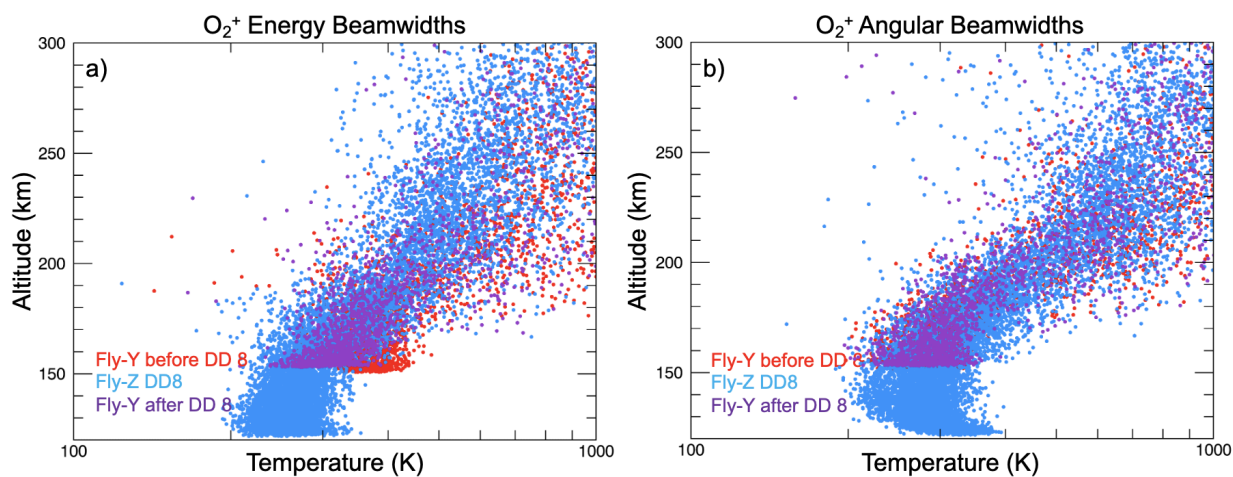 O₂⁺ Energy Beamwidths
a)
300
250
200
150
Altitude (km)
Fly-Y before DD 8
Fly-Z DD8
Fly-Y after DD 8
100
1000
Temperature (K)
O₂⁺ Angular Beamwidths
b)
300
250
200
150
Altitude (km)
Fly-Y before DD 8
Fly-Z DD8
Fly-Y after DD 8
100
1000
Temperature (K)